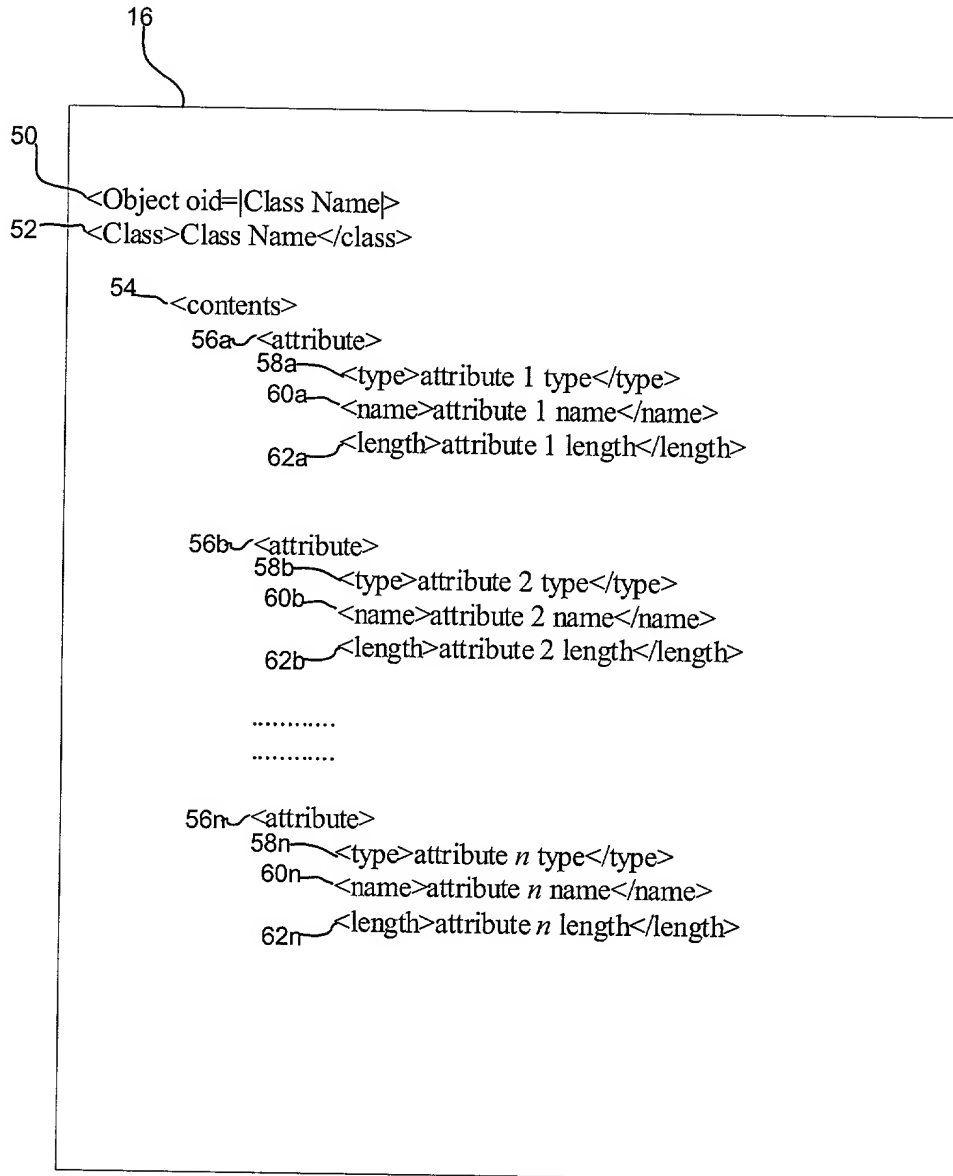 16
50
<Object oid=|Class Name|>
52 <Class>Class Name</class>
54 <contents>
56a <attribute>
58a <type>attribute 1 type</type>
60a <name>attribute 1 name</name>
62a <length>attribute 1 length</length>
56b <attribute>
58b <type>attribute 2 type</type>
60b <name>attribute 2 name</name>
62b <length>attribute 2 length</length>
............
............
56n <attribute>
58n <type>attribute n type</type>
60n <name>attribute n name</name>
62n <length>attribute n length</length>